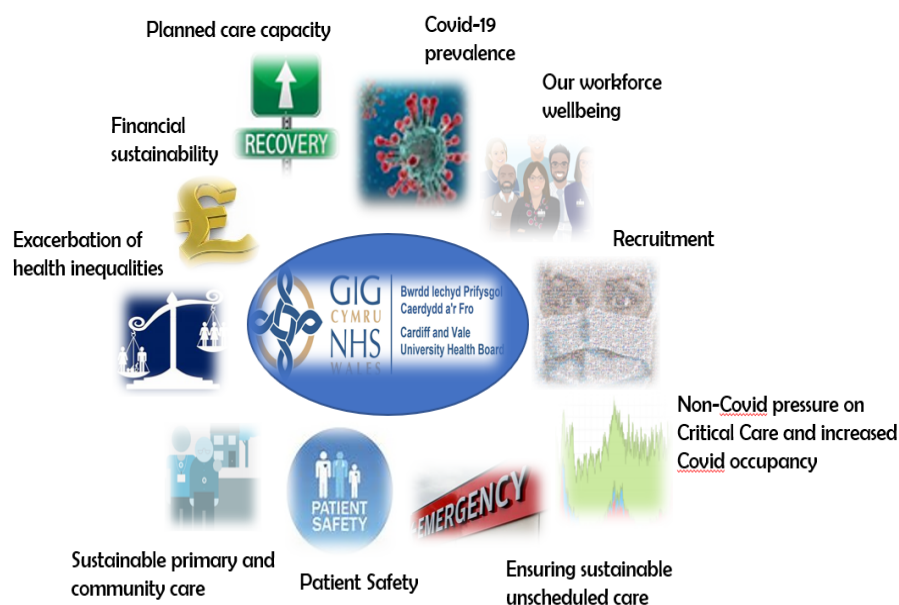 Planned care capacity
Covid-19
prevalence
Our workforce
wellbeing
Financial
sustainability
RECOVERY
Exacerbation of
health inequalities
Recruitment
GIG
CYMRU
NHS
WALES
Bwrdd Iechyd Prifysgol
Caerdydd a'r Fro
Cardiff and Vale
University Health Board
Non-Covid pressure on
Critical Care and increased
Covid occupancy
PATIENT
SAFETY
EMERGENCY
Sustainable primary and
community care
Patient Safety
Ensuring sustainable
unscheduled care